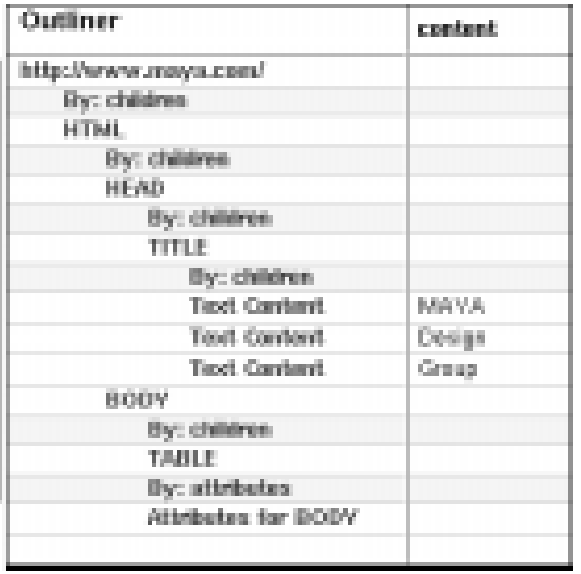 Outliner content
http://www.maya.com/
By: children
HTML
By: children
HEAD
By: children
TITLE
By: children
Text Content MAYA
Text Content Design
Text Content Group
BODY
By: children
TABLE
By: attributes
Attributes for BODY